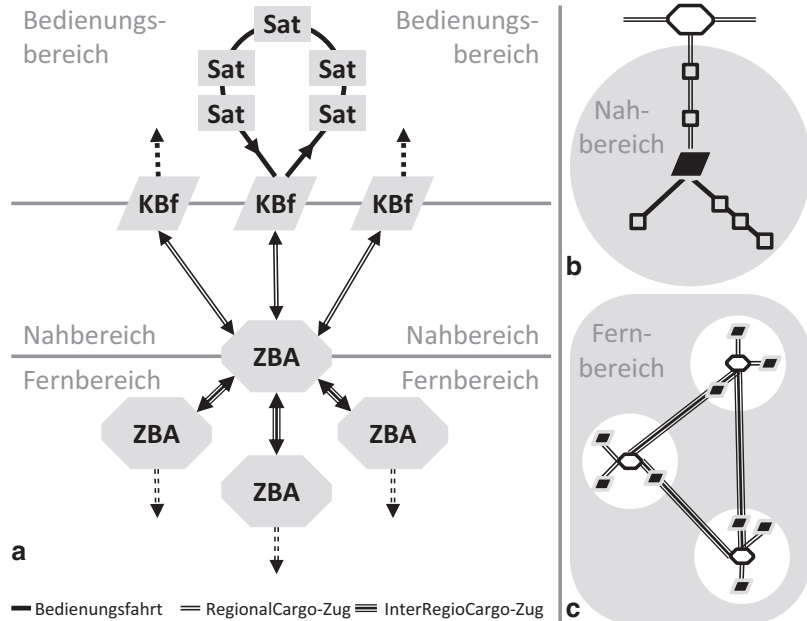 Bedienungs-
bereich
Bedienungs-
bereich
Sat
Sat
Sat
Sat
Sat
KBf
KBf
KBf
Nahbereich
Nahbereich
ZBA
Fernbereich
Fernbereich
ZBA
ZBA
ZBA
a
Bedienungsfahrt
RegionalCargo-Zug
InterRegioCargo-Zug
Nah-
bereich
b
Fern-
bereich
c